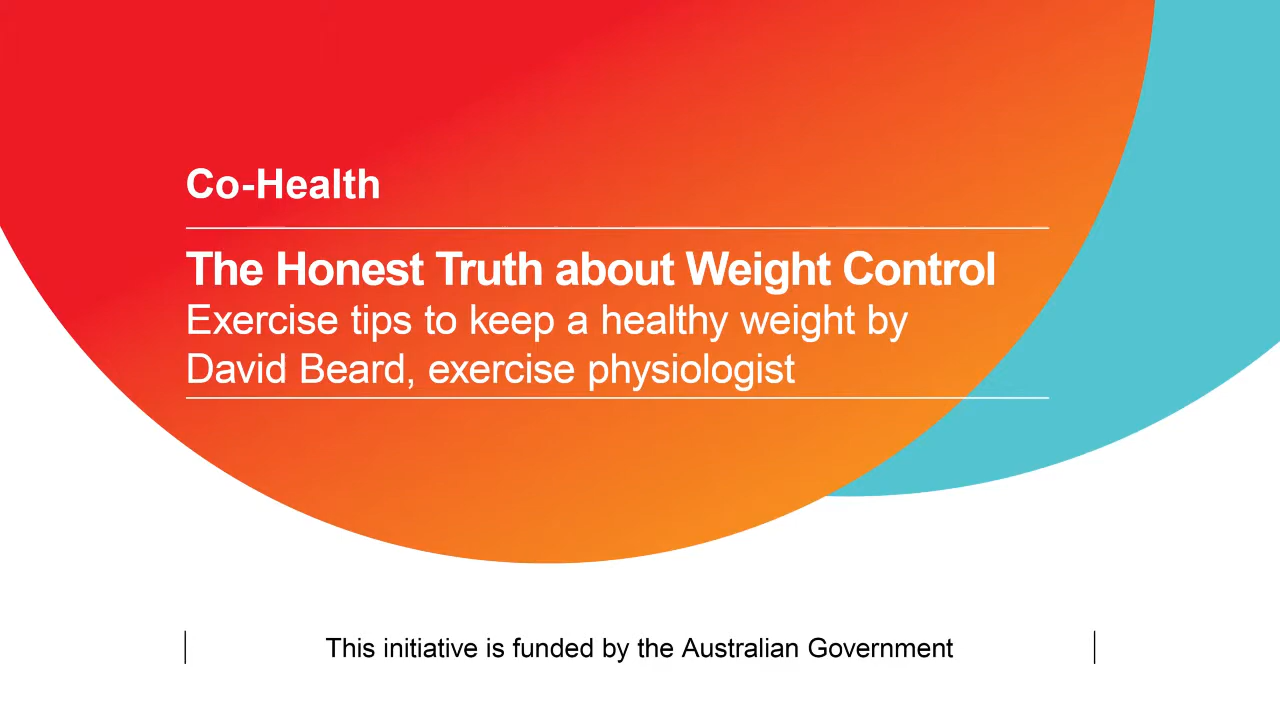 Co-Health
The Honest Truth about Weight Control
Exercise tips to keep a healthy weight by
David Beard, exercise physiologist
This initiative is funded by the Australian Government